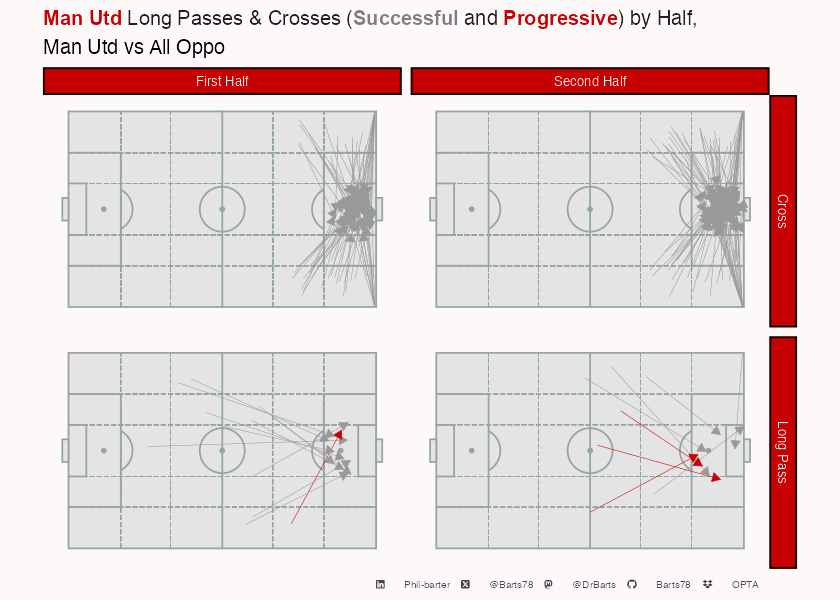 Man Utd Long Passes & Crosses (Successful and Progressive) by Half,
Man Utd vs All Oppo
First Half
Second Half
Cross
Long Pass
Phil-barter @Barts78 @DrBarts Barts78 OPTA